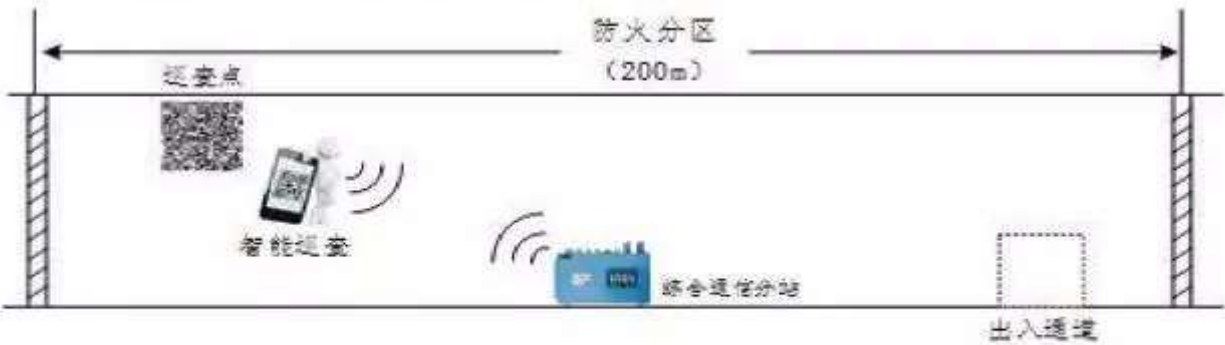 防火分区
（200m）
巡查点
智能巡查
综合通信分站
出入通道